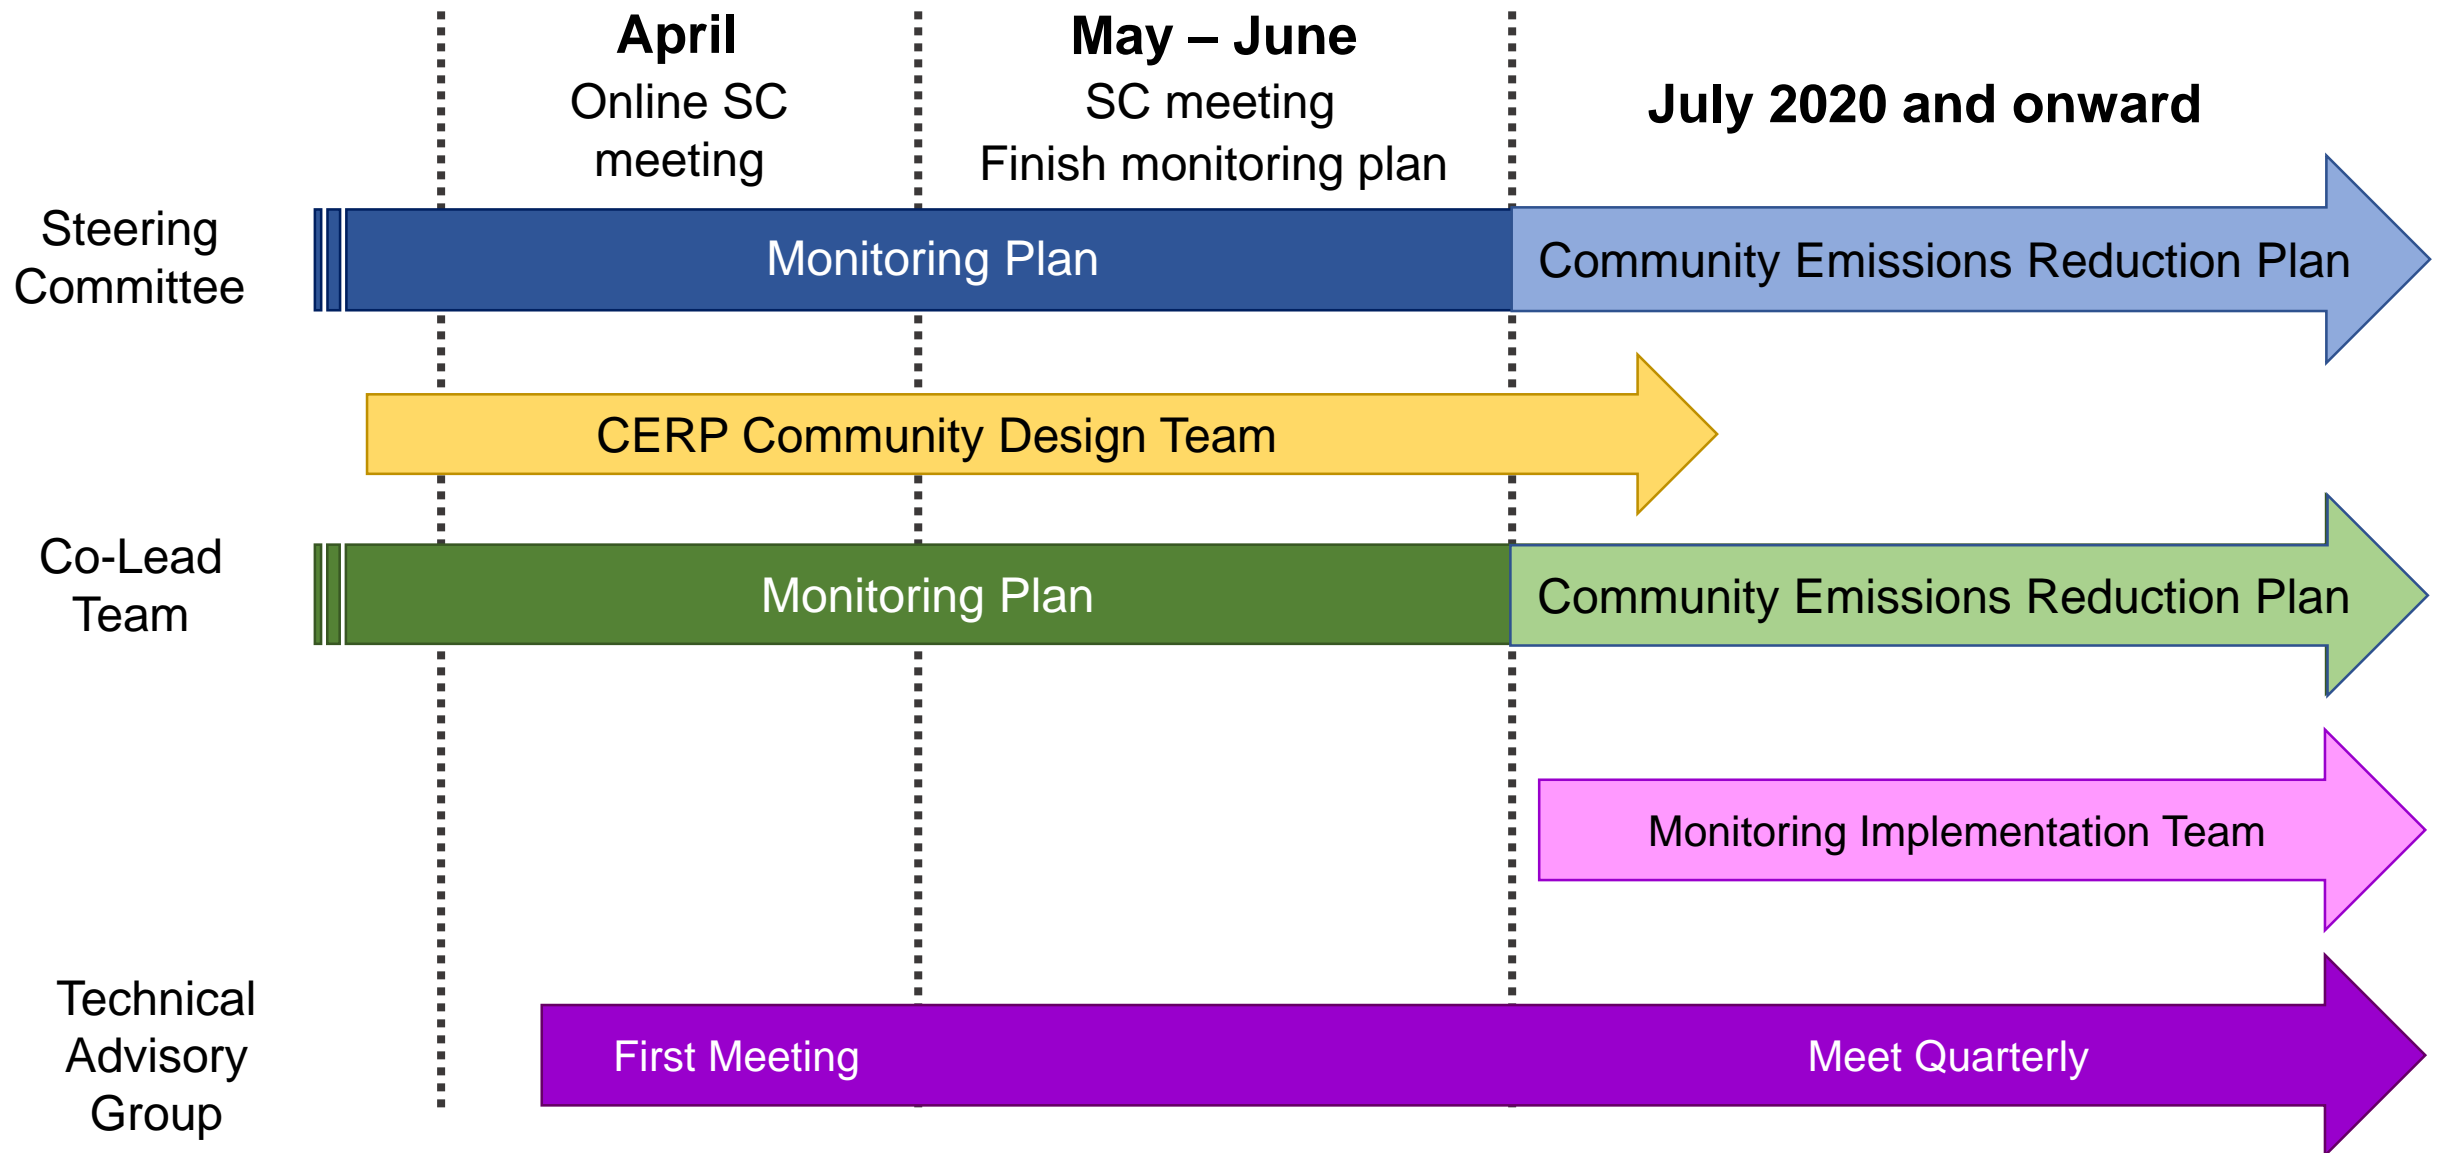 April
Online SC
meeting
May – June
SC meeting
Finish monitoring plan
July 2020 and onward
Steering
Committee
Monitoring Plan
Community Emissions Reduction Plan
CERP Community Design Team
Co-Lead
Team
Monitoring Plan
Community Emissions Reduction Plan
Monitoring Implementation Team
Technical
Advisory
Group
First Meeting
Meet Quarterly